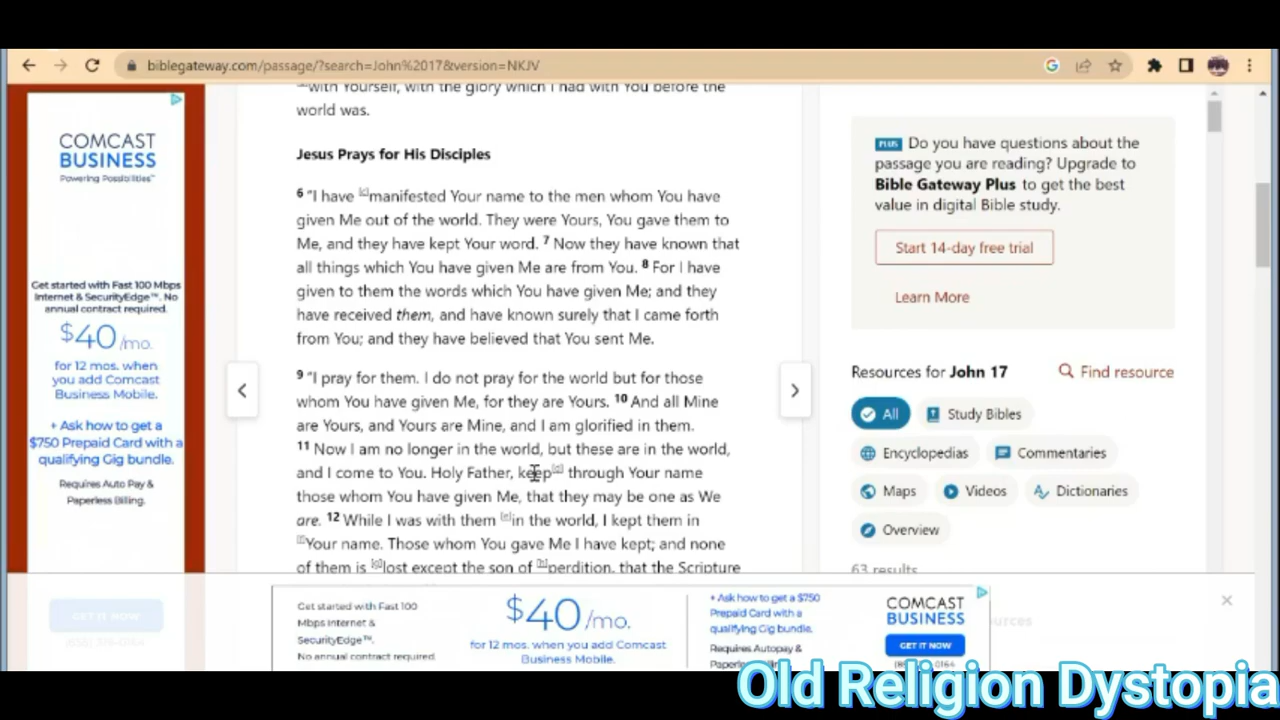 biblegateway.com/passage/?search=John%2017&version=NKJV
COMCAST
BUSINESS
Powering Possibilities™
Get started with Fast 100 Mbps
Internet & SecurityEdge™. No
annual contract required.
$40/mo.
for 12 mos. when
you add Comcast
Business Mobile.
+ Ask how to get a
$750 Prepaid Card with a
qualifying Gig bundle.
Requires Auto Pay &
Paperless Billing.
GET IT NOW
with Yourself, with the glory which I had with You before the
world was.
Jesus Prays for His Disciples
6 "I have [c]manifested Your name to the men whom You have
given Me out of the world. They were Yours, You gave them to
Me, and they have kept Your word. 7 Now they have known that
all things which You have given Me are from You. 8 For I have
given to them the words which You have given Me; and they
have received them, and have known surely that I came forth
from You; and they have believed that You sent Me.
9 "I pray for them. I do not pray for the world but for those
whom You have given Me, for they are Yours. 10 And all Mine
are Yours, and Yours are Mine, and I am glorified in them.
11 Now I am no longer in the world, but these are in the world,
and I come to You. Holy Father, keep[d] through Your name
those whom You have given Me, that they may be one as We
are. 12 While I was with them [e]in the world, I kept them in
[f]Your name. Those whom You gave Me I have kept; and none
of them is [g]lost except the son of [h]perdition, that the Scripture
PLUS Do you have questions about the
passage you are reading? Upgrade to
Bible Gateway Plus to get the best
value in digital Bible study.
Start 14-day free trial
Learn More
Resources for John 17 Find resource
All Study Bibles
Encyclopedias Commentaries
Maps Videos Dictionaries
Overview
63 results
Get started with Fast 100
Mbps Internet &
SecurityEdge™.
No annual contract required.
$40/mo.
for 12 mos. when you add Comcast
Business Mobile.
+ Ask how to get a $750
Prepaid Card with a
qualifying Gig bundle.
Requires Autopay &
COMCAST
BUSINESS
GET IT NOW
Old Religion Dystopia